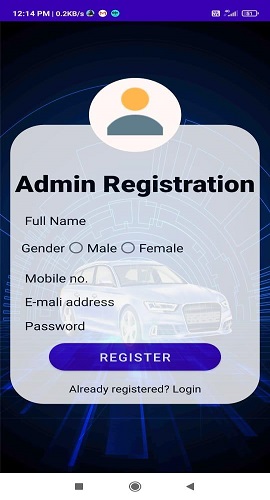 12:14 PM | 0.2KB/s
Admin Registration
Full Name
Gender Male Female
Mobile no.
E-mali address
Password
REGISTER
Already registered? Login